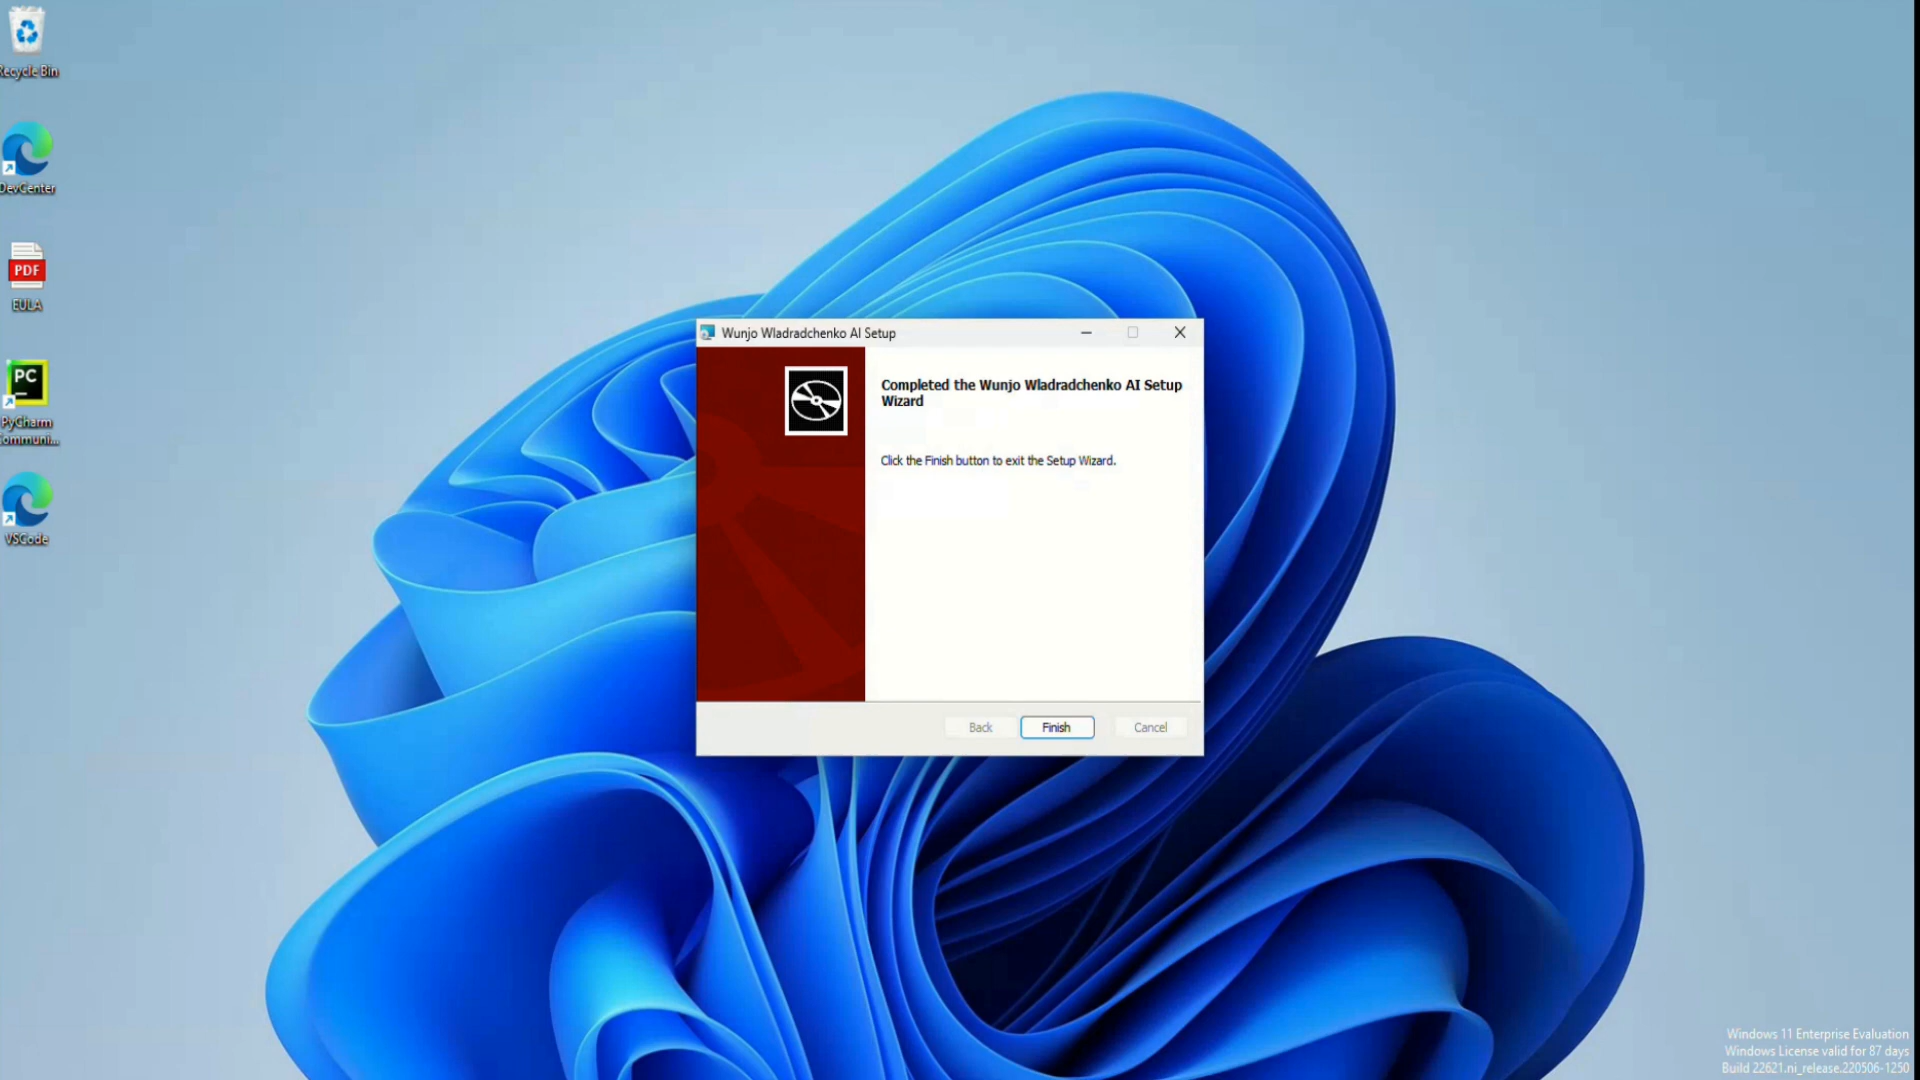 Recycle Bin
DevCenter
PDF
EULA
PC
PyCharm
Communi...
VSCode
Wunjo Wladradchenko AI Setup
Completed the Wunjo Wladradchenko AI Setup
Wizard
Click the Finish button to exit the Setup Wizard.
Back
Finish
Cancel
Windows 11 Enterprise Evaluation
Windows License valid for 87 days
Build 22621.ni_release.220506-1250